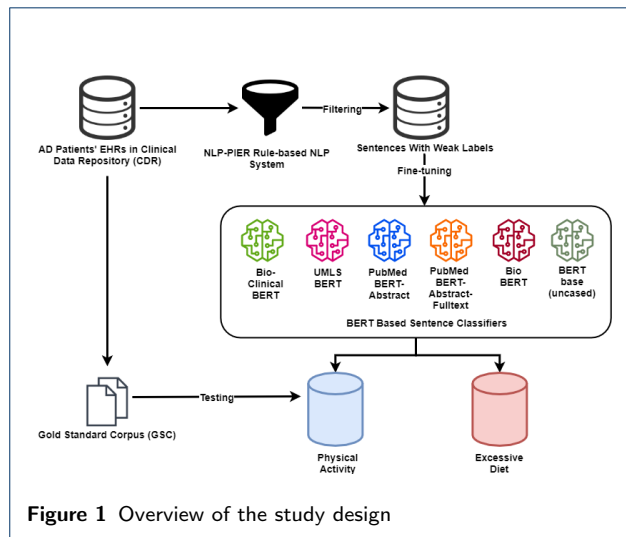 AD Patients' EHRs in Clinical
Data Repository (CDR)
NLP-PIER Rule-based NLP
System
Filtering
Sentences With Weak Labels
Fine-tuning
Bio-
Clinical
BERT
UMLS
BERT
PubMed
BERT-
Abstract
PubMed
BERT-
Abstract-
Fulltext
Bio
BERT
BERT
base
(uncased)
BERT Based Sentence Classifiers
Gold Standard Corpus (GSC)
Testing
Physical
Activity
Excessive
Diet
Figure 1 Overview of the study design